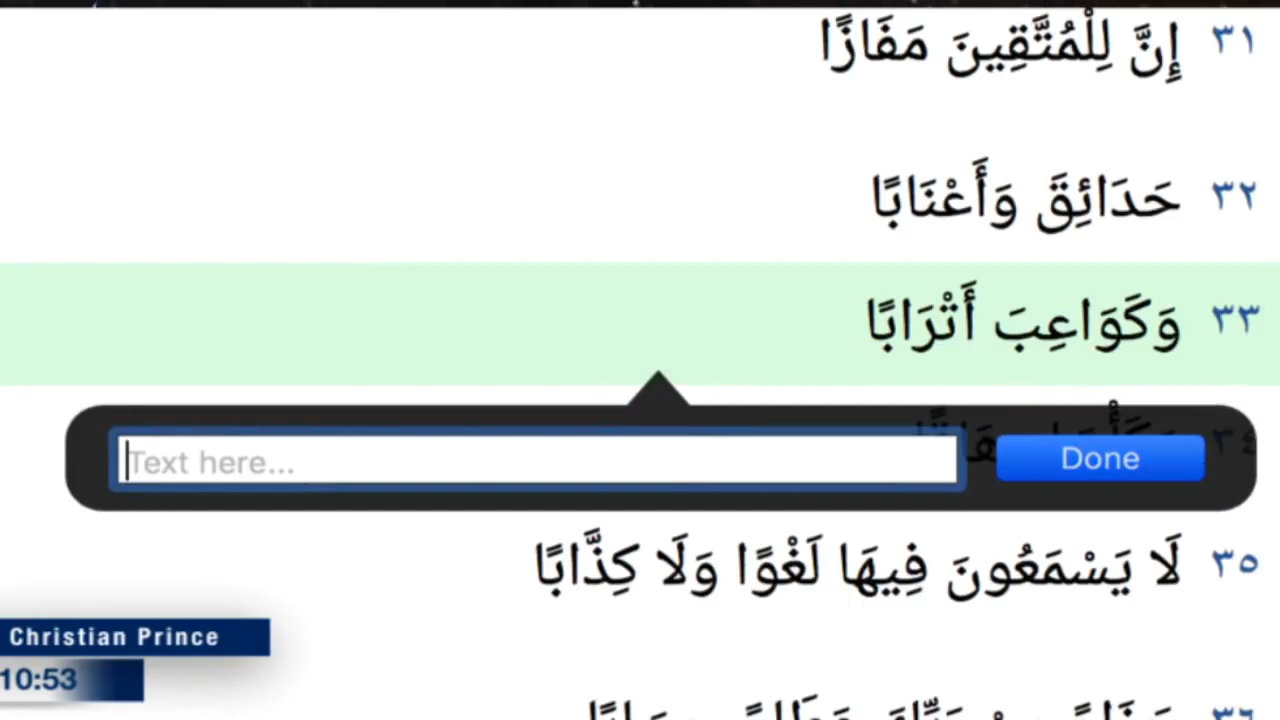 ٣١ إِنَّ لِلْمُتَّقِينَ مَفَازًا
٣٢ حَدَائِقَ وَأَعْنَابًا
٣٣ وَكَوَاعِبَ أَتْرَابًا
Text here...
Done
٣٥ لَا يَسْمَعُونَ فِيهَا لَغْوًا وَلَا كِذَّابًا
Christian Prince
10:53